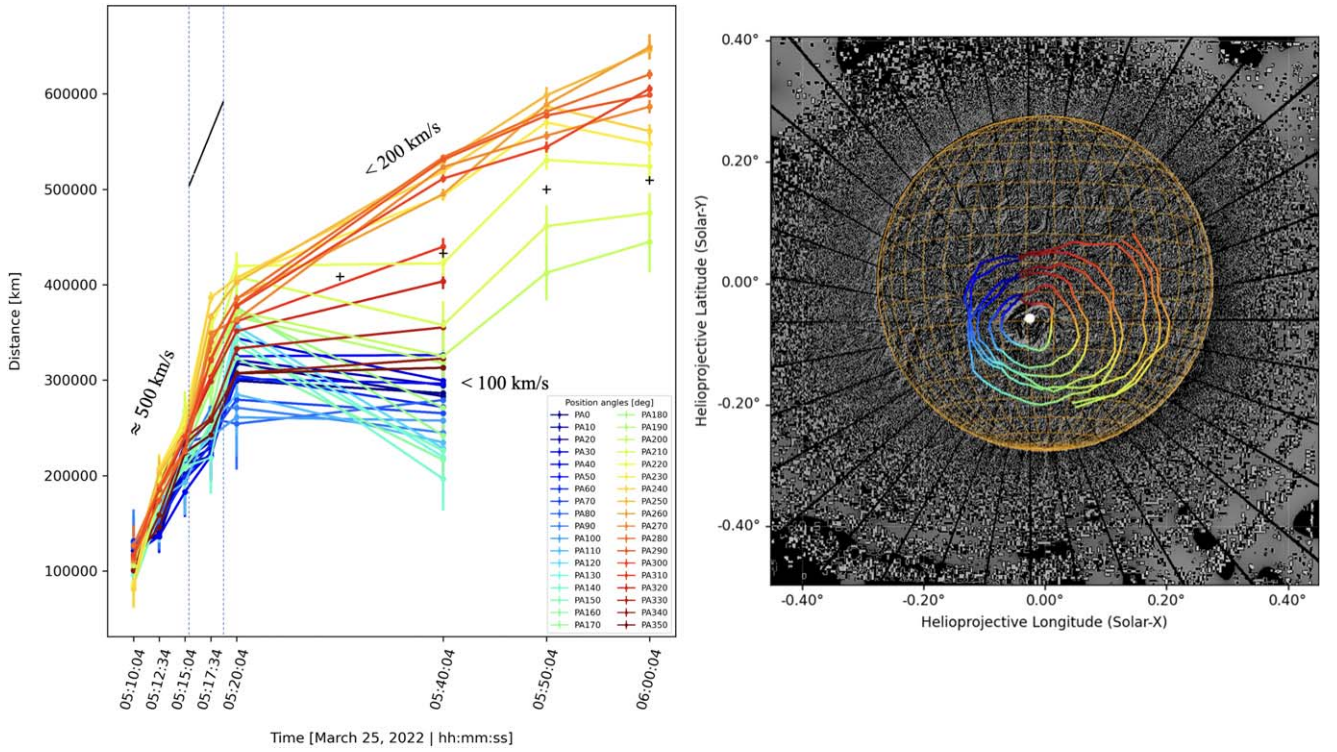 600000
500000
400000
300000
200000
100000
Distance [km]
≈ 500 km/s
< 200 km/s
< 100 km/s
Position angles [deg]
PA0 PA180
PA10 PA190
PA20 PA200
PA30 PA210
PA40 PA220
PA50 PA230
PA60 PA240
PA70 PA250
PA80 PA260
PA90 PA270
PA100 PA280
PA110 PA290
PA120 PA300
PA130 PA310
PA140 PA320
PA150 PA330
PA160 PA340
PA170 PA350
05:10:04
05:12:34
05:15:04
05:17:34
05:20:04
05:40:04
05:50:04
06:00:04
Time [March 25, 2022 | hh:mm:ss]
0.40°
0.20°
0.00°
-0.20°
-0.40°
Helioprojective Latitude (Solar-Y)
-0.40° -0.20° 0.00° 0.20° 0.40°
Helioprojective Longitude (Solar-X)